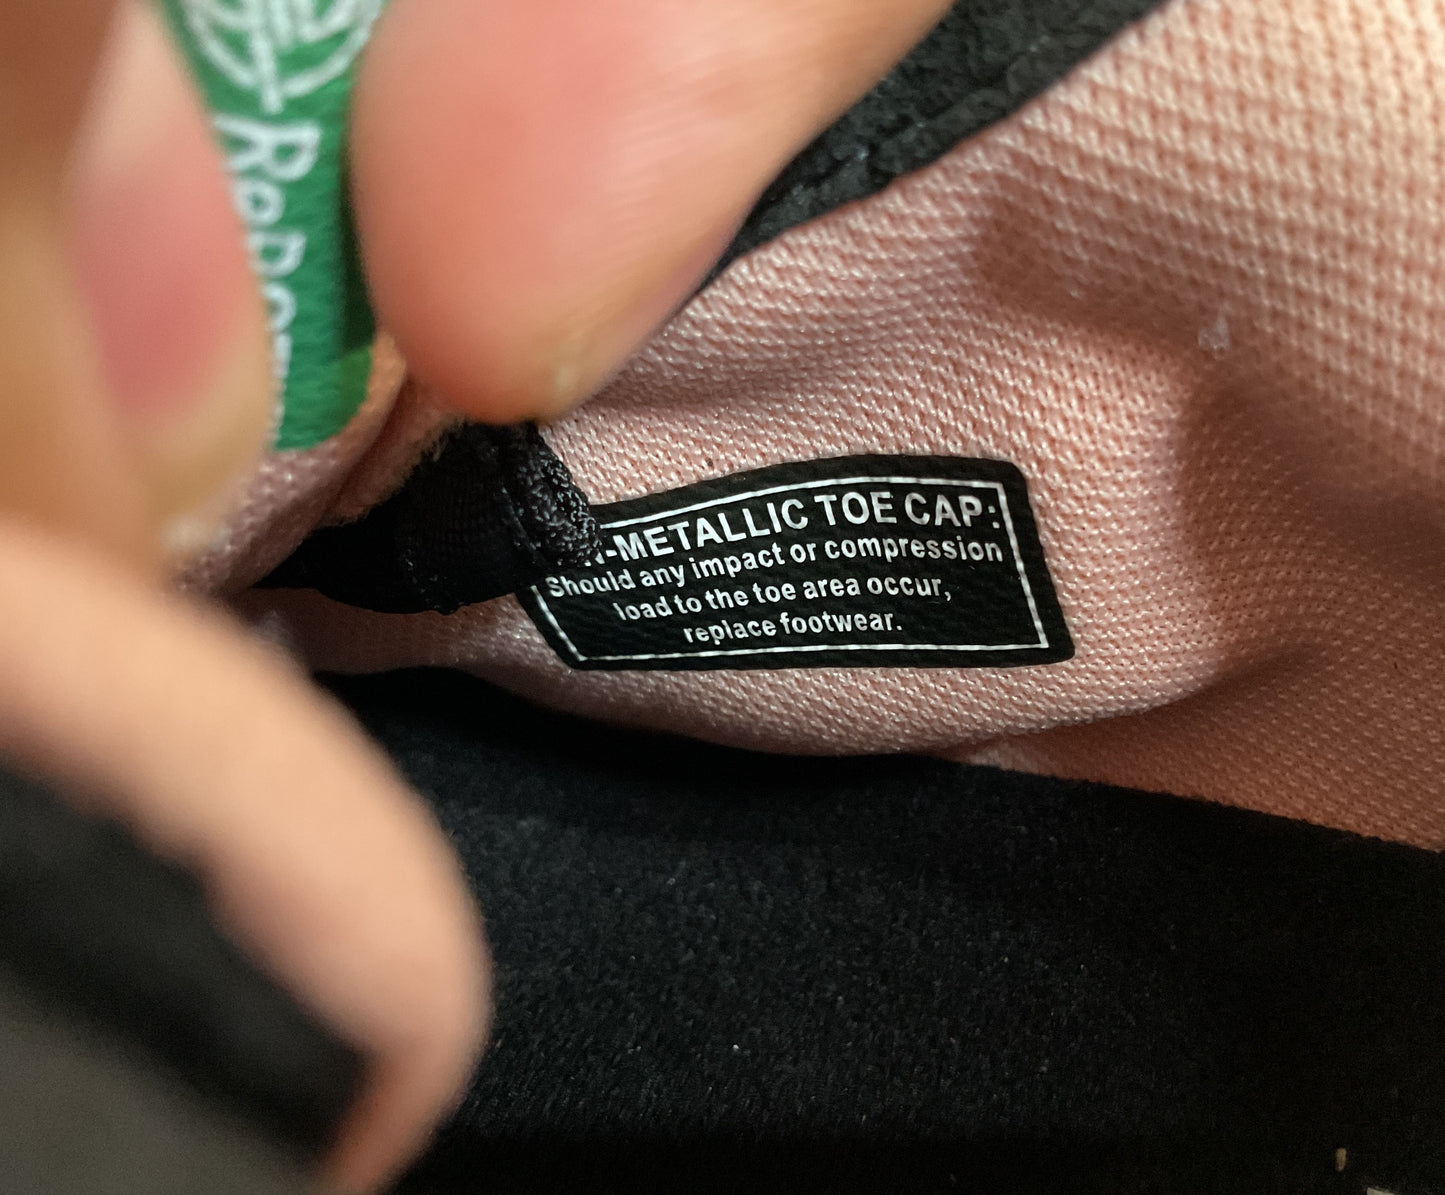 -METALLIC TOE CAP:
Should any impact or compression
load to the toe area occur,
replace footwear.